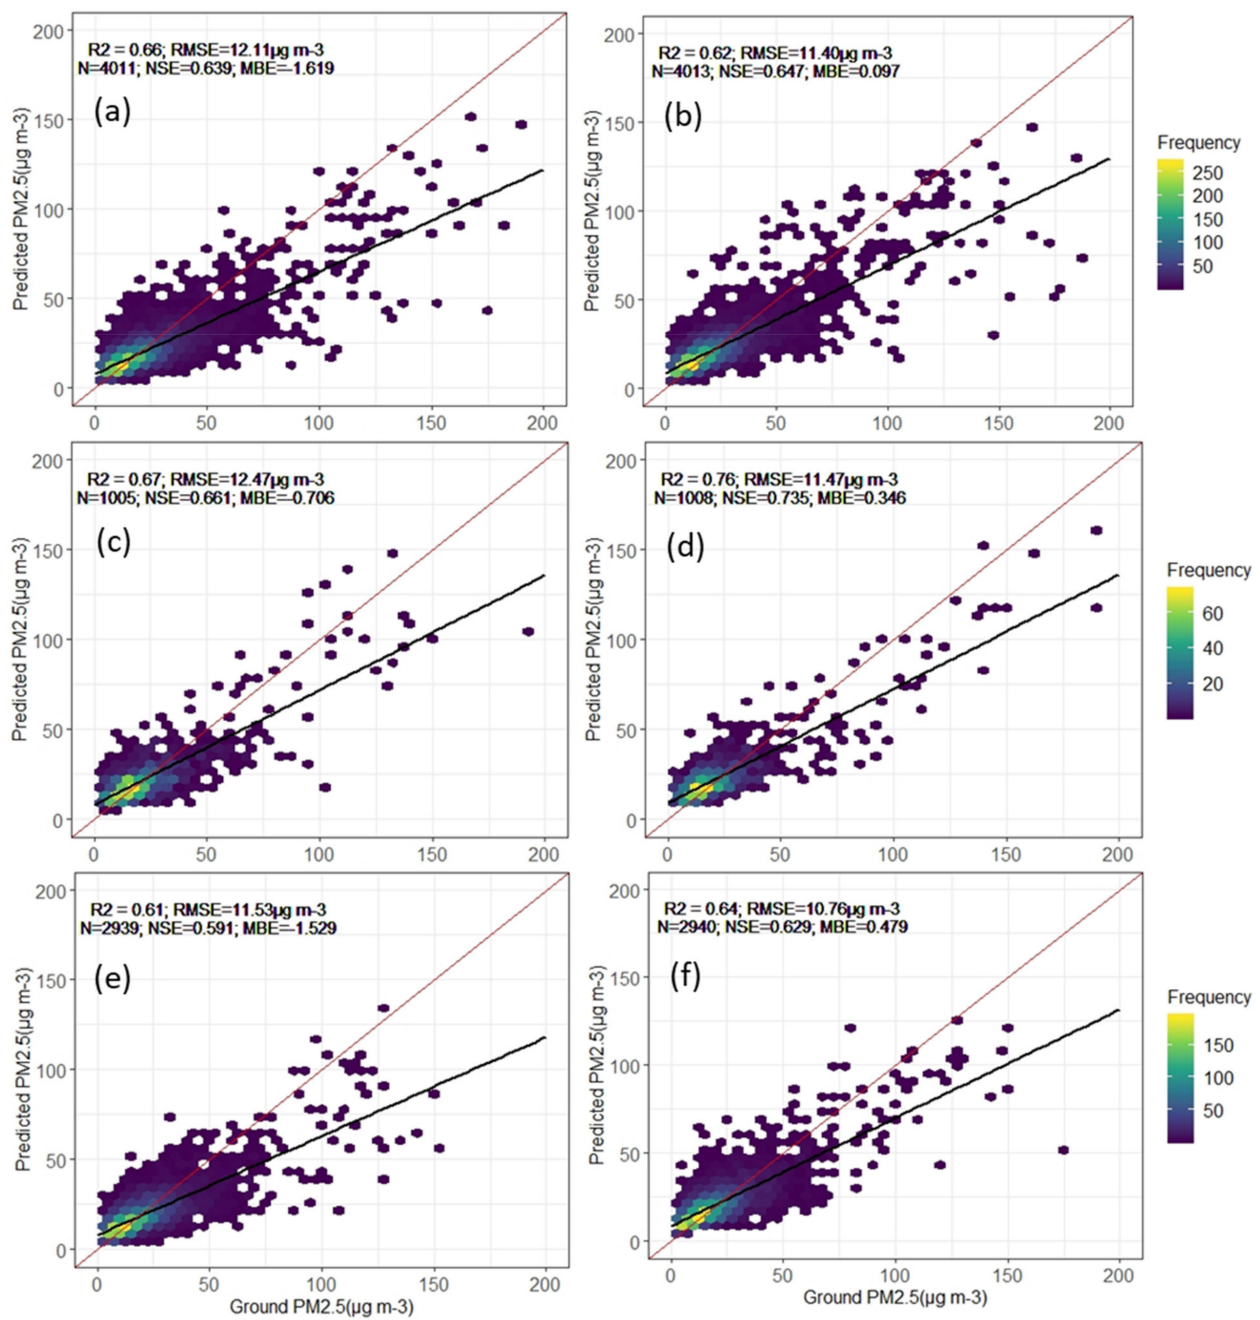 R2 = 0.66; RMSE=12.11µg m-3
N=4011; NSE=0.639; MBE=-1.619
(a)
Predicted PM2.5(µg m-3)
200
150
100
50
0
0 50 100 150 200
R2 = 0.62; RMSE=11.40µg m-3
N=4013; NSE=0.647; MBE=0.097
(b)
Predicted PM2.5(µg m-3)
200
150
100
50
0
0 50 100 150 200
Frequency
250
200
150
100
50
R2 = 0.67; RMSE=12.47µg m-3
N=1005; NSE=0.661; MBE=-0.706
(c)
Predicted PM2.5(µg m-3)
200
150
100
50
0
0 50 100 150 200
R2 = 0.76; RMSE=11.47µg m-3
N=1008; NSE=0.735; MBE=0.346
(d)
Predicted PM2.5(µg m-3)
200
150
100
50
0
0 50 100 150 200
Frequency
60
40
20
R2 = 0.61; RMSE=11.53µg m-3
N=2939; NSE=0.591; MBE=-1.529
(e)
Predicted PM2.5(µg m-3)
200
150
100
50
0
0 50 100 150 200
Ground PM2.5(µg m-3)
R2 = 0.64; RMSE=10.76µg m-3
N=2940; NSE=0.629; MBE=0.479
(f)
Predicted PM2.5(µg m-3)
200
150
100
50
0
0 50 100 150 200
Ground PM2.5(µg m-3)
Frequency
150
100
50